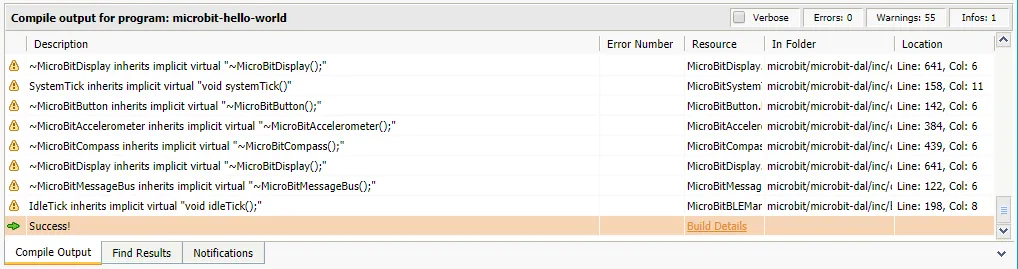 Compile output for program: microbit-hello-world Verbose Errors: 0 Warnings: 55 Infos: 1
Description Error Number Resource In Folder Location
~MicroBitDisplay inherits implicit virtual "~MicroBitDisplay();" MicroBitDisplay. microbit/microbit-dal/inc/ Line: 641, Col: 6
SystemTick inherits implicit virtual "void systemTick()" MicroBitSystem microbit/microbit-dal/inc/ Line: 158, Col: 11
~MicroBitButton inherits implicit virtual "~MicroBitButton();" MicroBitButton. microbit/microbit-dal/inc/ Line: 142, Col: 6
~MicroBitAccelerometer inherits implicit virtual "~MicroBitAccelerometer();" MicroBitAcceler microbit/microbit-dal/inc/ Line: 384, Col: 6
~MicroBitCompass inherits implicit virtual "~MicroBitCompass();" MicroBitCompas microbit/microbit-dal/inc/ Line: 439, Col: 6
~MicroBitDisplay inherits implicit virtual "~MicroBitDisplay();" MicroBitDisplay. microbit/microbit-dal/inc/ Line: 641, Col: 6
~MicroBitMessageBus inherits implicit virtual "~MicroBitMessageBus();" MicroBitMessag microbit/microbit-dal/inc/ Line: 122, Col: 6
IdleTick inherits implicit virtual "void idleTick();" MicroBitBLEMar microbit/microbit-dal/inc/ Line: 198, Col: 8
Success! Build Details
Compile Output Find Results Notifications